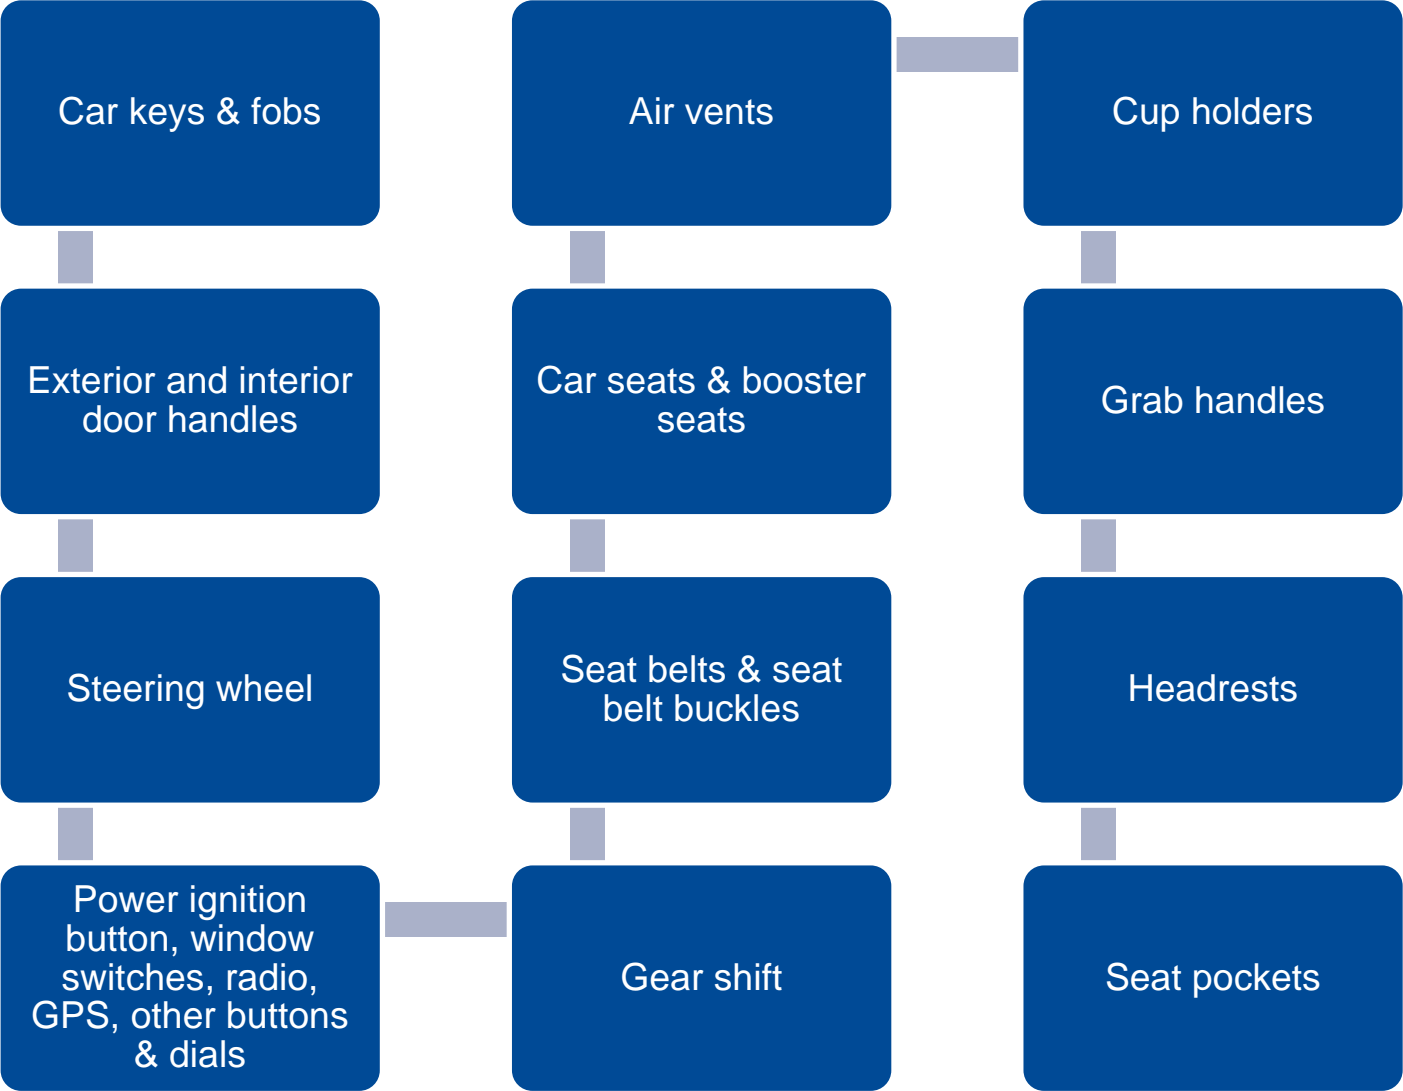 Car keys & fobs
Exterior and interior
door handles
Steering wheel
Power ignition
button, window
switches, radio,
GPS, other buttons
& dials
Gear shift
Seat belts & seat
belt buckles
Car seats & booster
seats
Air vents
Cup holders
Grab handles
Headrests
Seat pockets